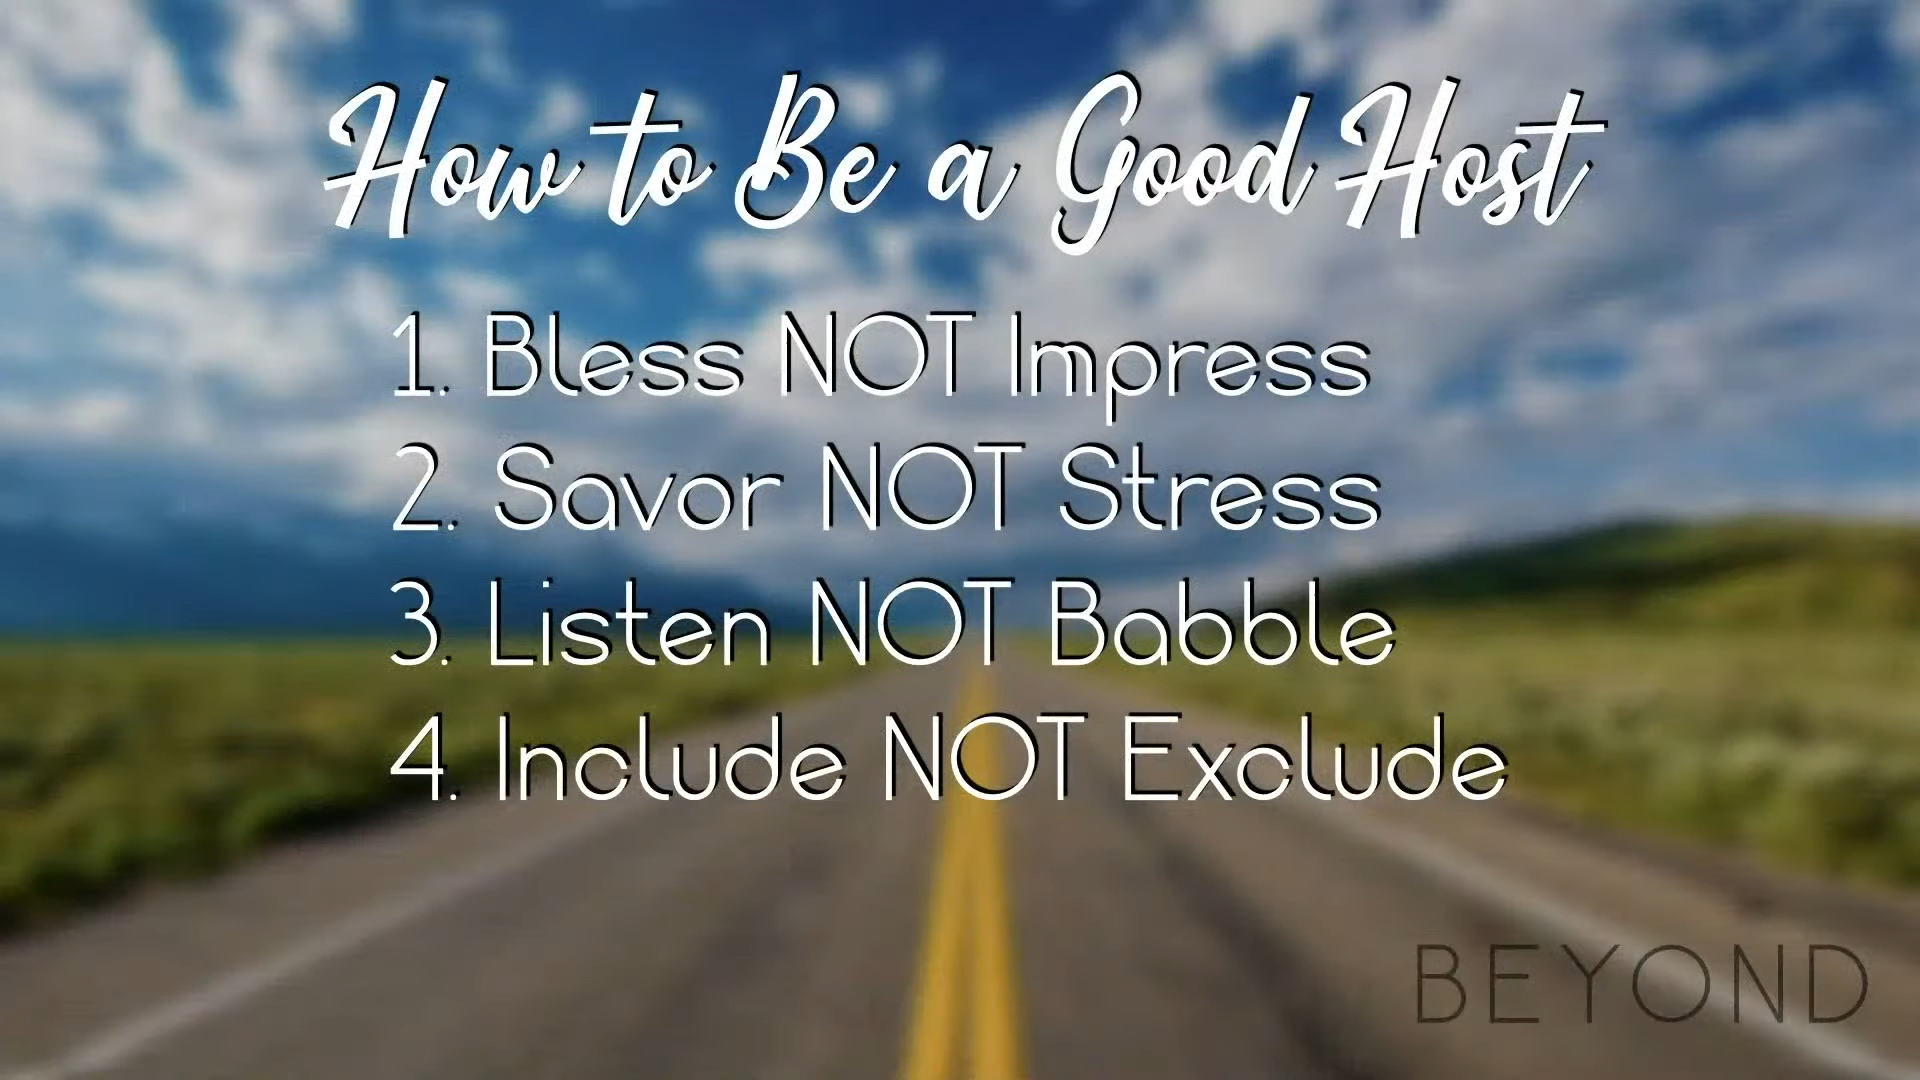 How to Be a Good Host
1. Bless NOT Impress
2. Savor NOT Stress
3. Listen NOT Babble
4. Include NOT Exclude
BEYOND